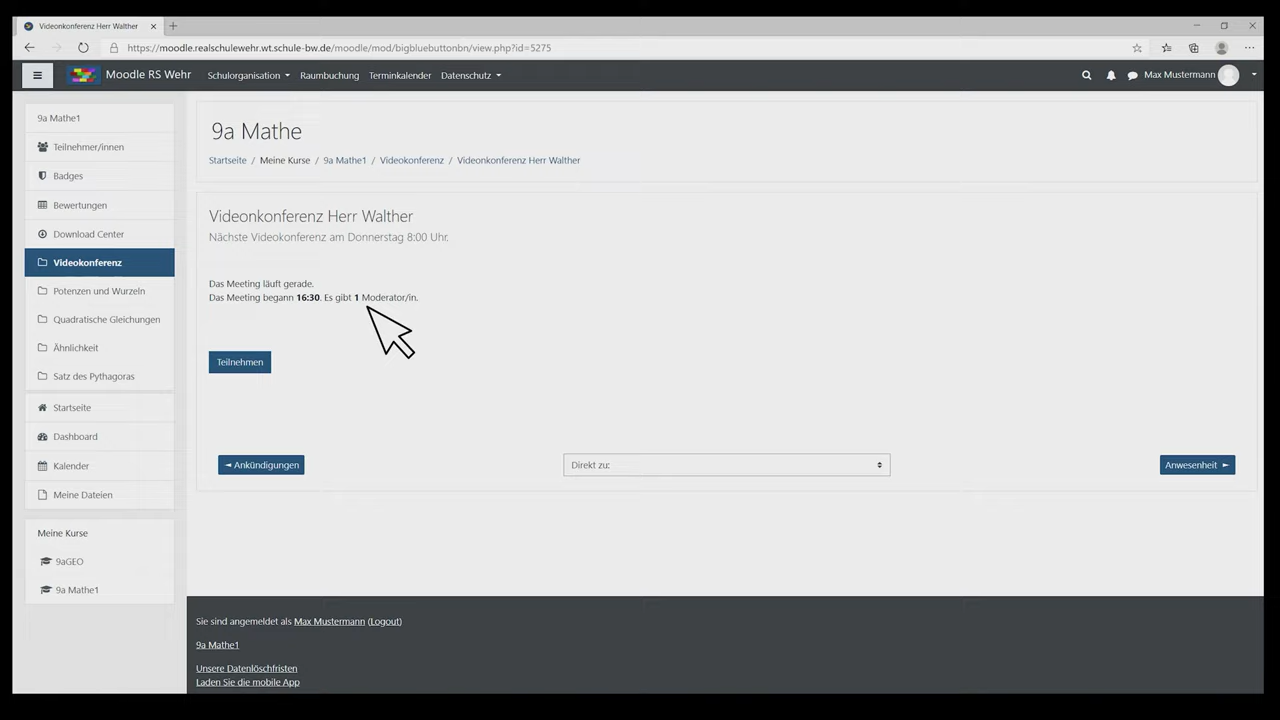 Videonkonferenz Herr Walther
https://moodle.realschulewehr.wt.schule-bw.de/moodle/mod/bigbluebuttonbn/view.php?id=5275
Moodle RS Wehr
Schulorganisation
Raumbuchung
Terminkalender
Datenschutz
Max Mustermann
9a Mathe1
Teilnehmer/innen
Badges
Bewertungen
Download Center
Videokonferenz
Potenzen und Wurzeln
Quadratische Gleichungen
Ähnlichkeit
Satz des Pythagoras
Startseite
Dashboard
Kalender
Meine Dateien
Meine Kurse
9aGEO
9a Mathe1
9a Mathe
Startseite / Meine Kurse / 9a Mathe1 / Videokonferenz / Videonkonferenz Herr Walther
Videonkonferenz Herr Walther
Nächste Videokonferenz am Donnerstag 8:00 Uhr.
Das Meeting läuft gerade.
Das Meeting begann 16:30. Es gibt 1 Moderator/in.
Teilnehmen
◄ Ankündigungen
Direkt zu:
Anwesenheit ►
Sie sind angemeldet als Max Mustermann (Logout)
9a Mathe1
Unsere Datenlöschfristen
Laden Sie die mobile App